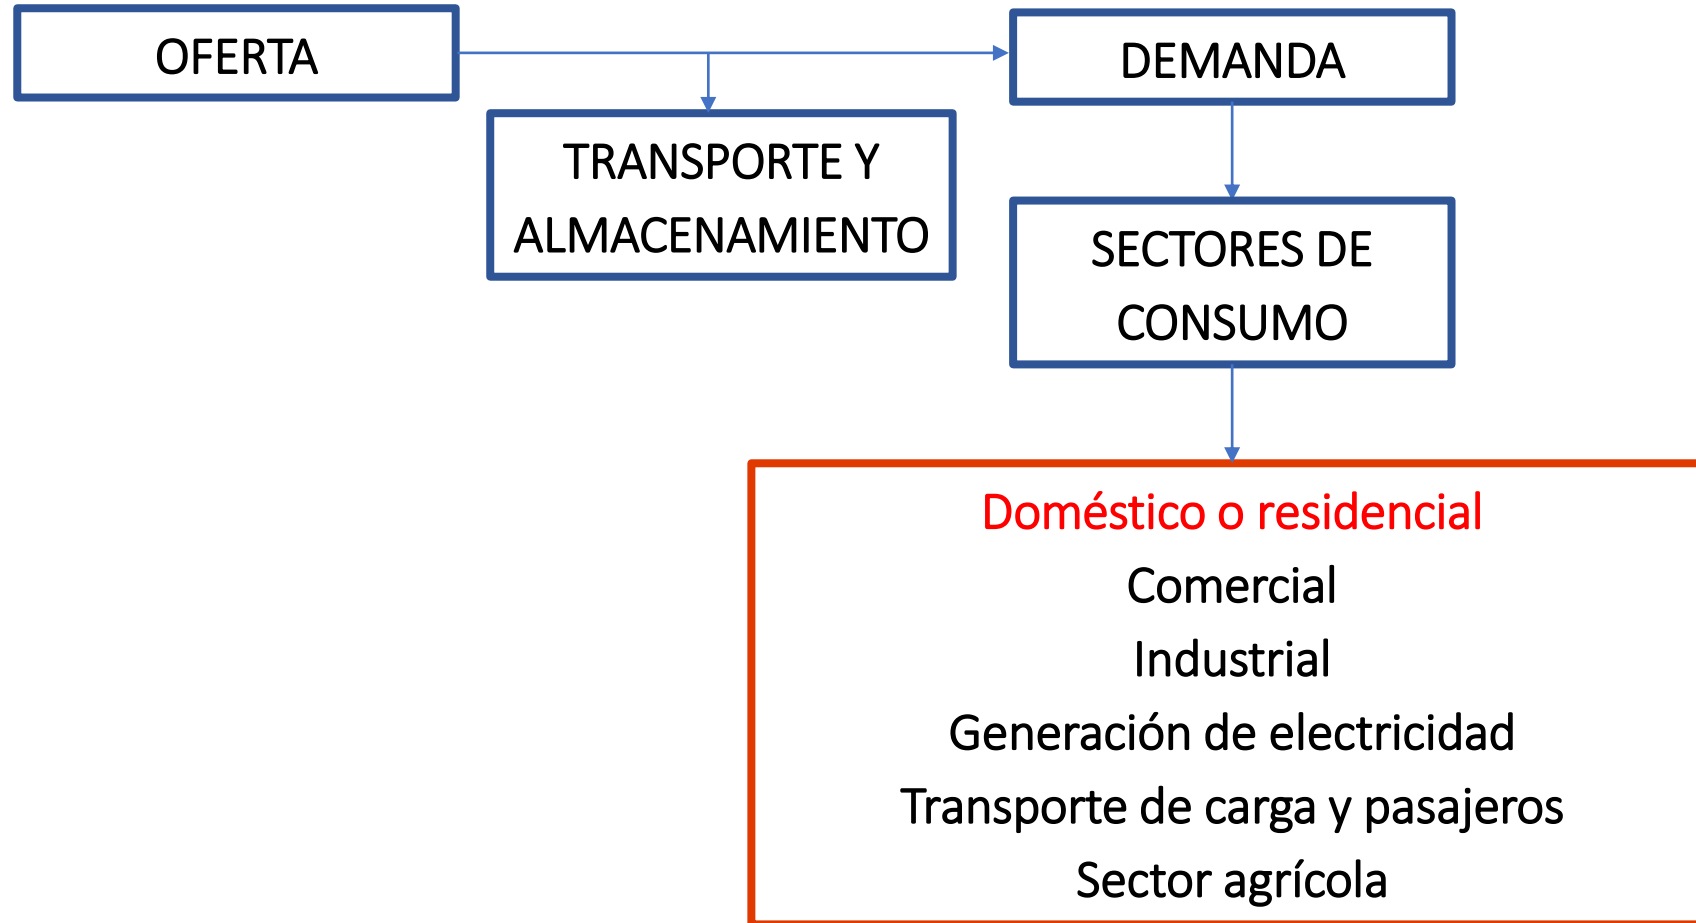 OFERTA
DEMANDA
TRANSPORTE Y
ALMACENAMIENTO
SECTORES DE
CONSUMO
Doméstico o residencial
Comercial
Industrial
Generación de electricidad
Transporte de carga y pasajeros
Sector agrícola